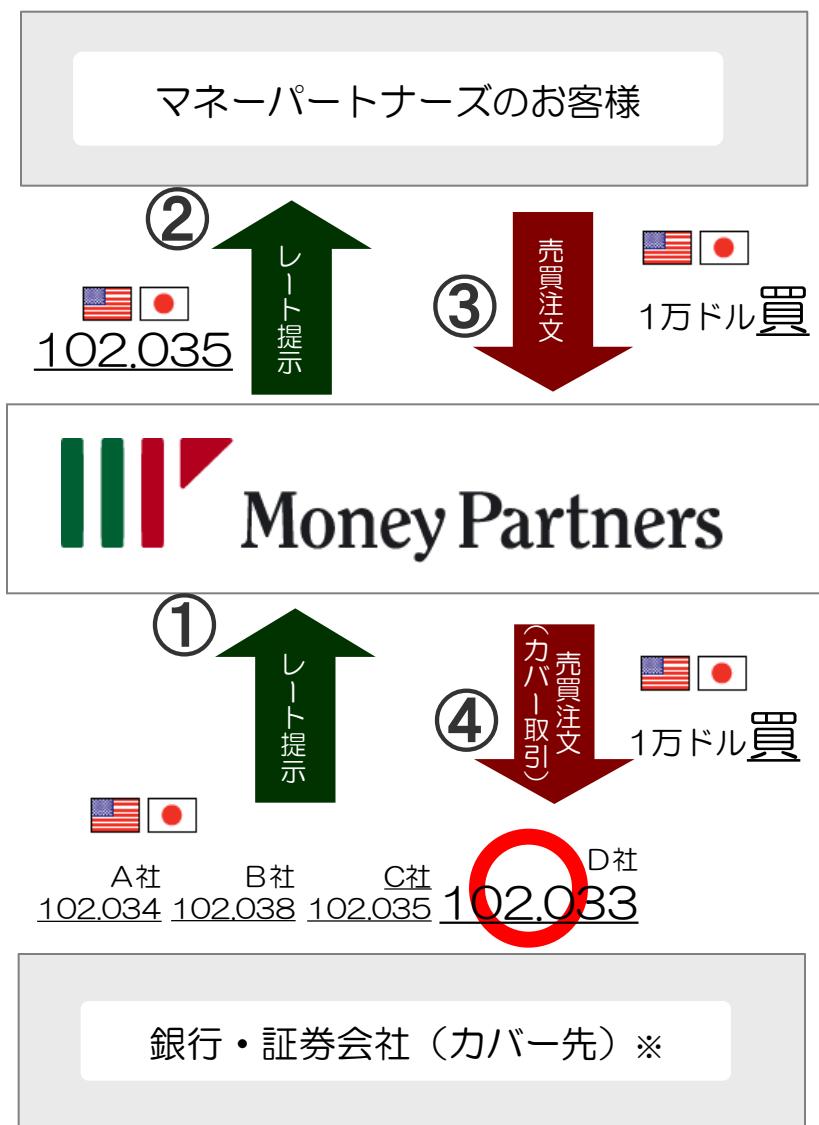 マネーパートナーズのお客様
②
レート提示
102.035
③
売買注文
1万ドル買
Money Partners
①
レート提示
④
売買注文
（カバー取引）
1万ドル買
A社 B社 C社 D社
102.034 102.038 102.035 102.033
銀行・証券会社（カバー先）※